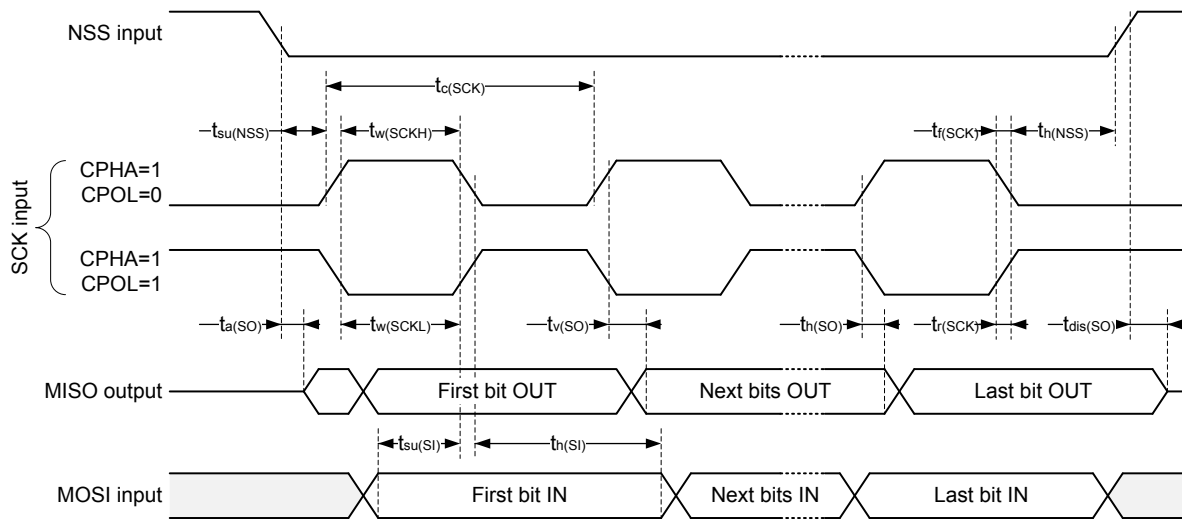 NSS input
tc(SCK)
tsu(NSS)
tw(SCKH)
tf(SCK)
th(NSS)
SCK input
CPHA=1
CPOL=0
CPHA=1
CPOL=1
ta(SO)
tw(SCKL)
tv(SO)
th(SO)
tr(SCK)
tdis(SO)
MISO output
First bit OUT
Next bits OUT
Last bit OUT
tsu(SI)
th(SI)
MOSI input
First bit IN
Next bits IN
Last bit IN